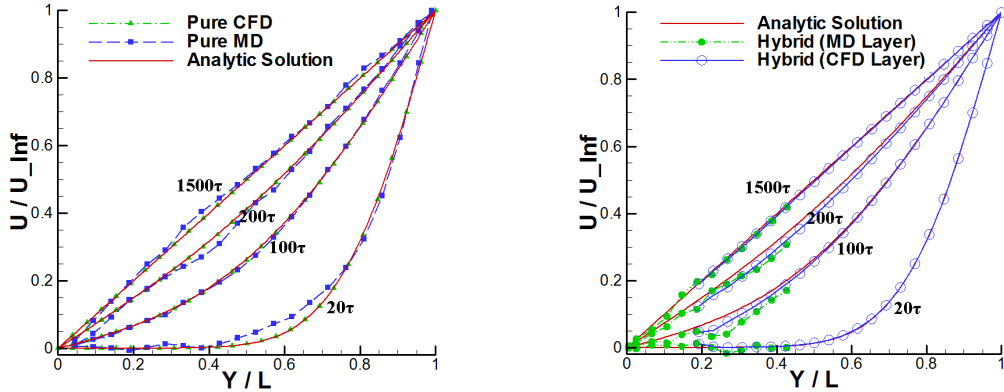 Pure CFD
Pure MD
Analytic Solution
1
0.8
0.6
0.4
0.2
0
U / U_Inf
1500τ
200τ
100τ
20τ
0
0.2
0.4
0.6
0.8
1
Y / L
Analytic Solution
Hybrid (MD Layer)
Hybrid (CFD Layer)
1
0.8
0.6
0.4
0.2
0
U / U_Inf
1500τ
200τ
100τ
20τ
0
0.2
0.4
0.6
0.8
1
Y / L